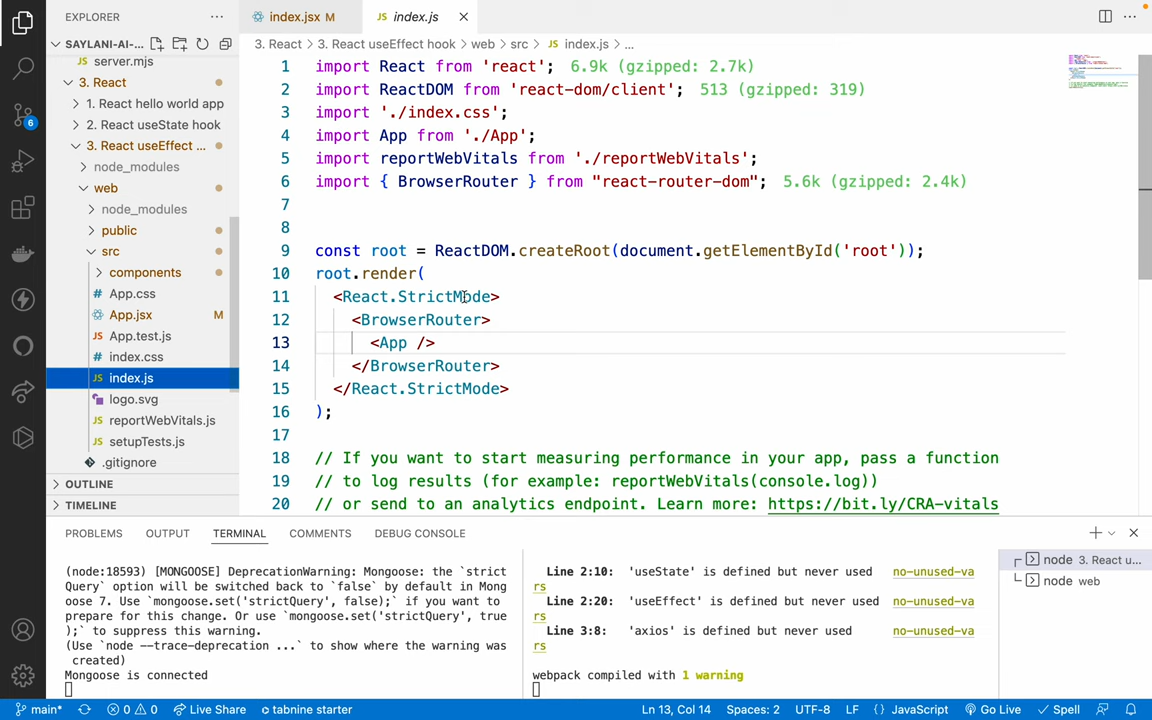 EXPLORER
SAYLANI-AI-...
server.mjs
3. React
1. React hello world app
2. React useState hook
3. React useEffect ...
node_modules
web
node_modules
public
src
components
# App.css
App.jsx M
JS App.test.js
# index.css
JS index.js
logo.svg
JS reportWebVitals.js
JS setupTests.js
.gitignore
OUTLINE
TIMELINE
6
index.jsx M
JS index.js
3. React > 3. React useEffect hook > web > src > JS index.js > ...
1 import React from 'react'; 6.9k (gzipped: 2.7k)
2 import ReactDOM from 'react-dom/client'; 513 (gzipped: 319)
3 import './index.css';
4 import App from './App';
5 import reportWebVitals from './reportWebVitals';
6 import { BrowserRouter } from "react-router-dom"; 5.6k (gzipped: 2.4k)
7
8
9 const root = ReactDOM.createRoot(document.getElementById('root'));
10 root.render(
11 <React.StrictMode>
12 <BrowserRouter>
13 <App />
14 </BrowserRouter>
15 </React.StrictMode>
16 );
17
18 // If you want to start measuring performance in your app, pass a function
19 // to log results (for example: reportWebVitals(console.log))
20 // or send to an analytics endpoint. Learn more: https://bit.ly/CRA-vitals
PROBLEMS OUTPUT TERMINAL COMMENTS DEBUG CONSOLE
(node:18593) [MONGOOSE] DeprecationWarning: Mongoose: the `strict
Query` option will be switched back to `false` by default in Mong
oose 7. Use `mongoose.set('strictQuery', false);` if you want to
prepare for this change. Or use `mongoose.set('strictQuery', true
);` to suppress this warning.
(Use `node --trace-deprecation ...` to show where the warning was
created)
Mongoose is connected
Line 2:10: 'useState' is defined but never used no-unused-va
rs
Line 2:20: 'useEffect' is defined but never used no-unused-va
rs
Line 3:8: 'axios' is defined but never used no-unused-va
rs
webpack compiled with 1 warning
node 3. React u...
node web
main* 0 0 Live Share tabnine starter Ln 13, Col 14 Spaces: 2 UTF-8 LF {} JavaScript Go Live Spell